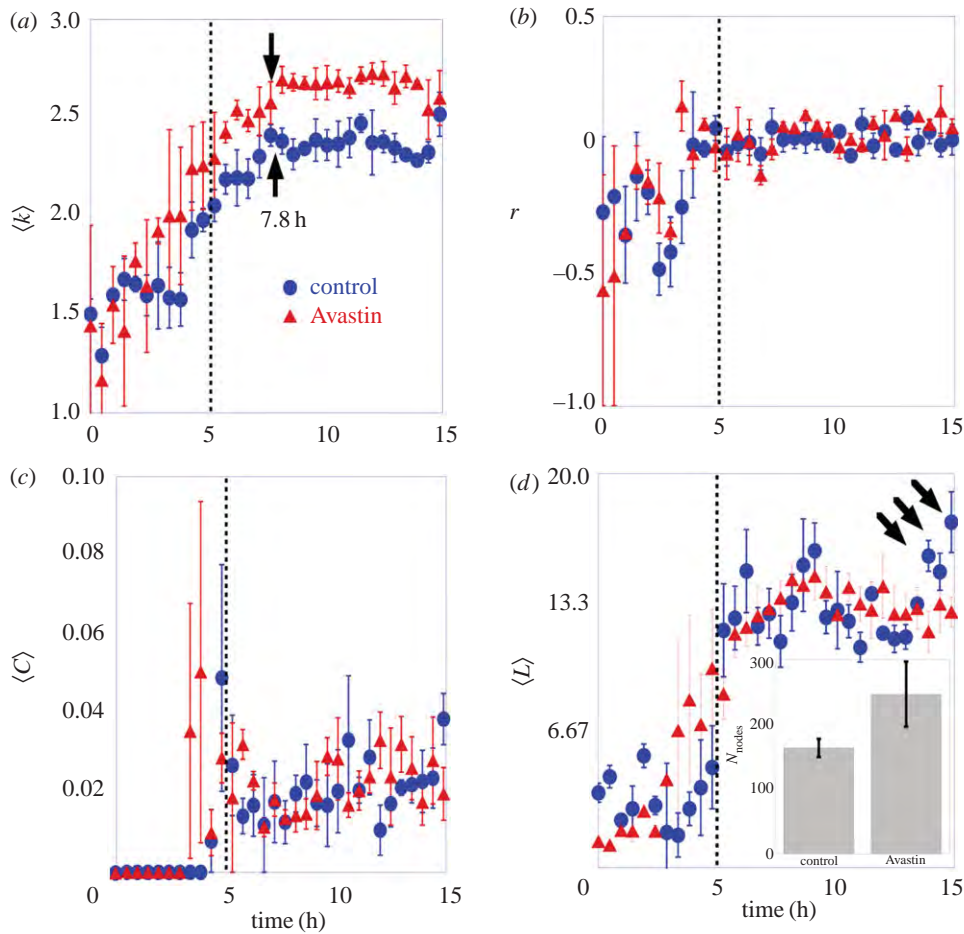 (a)
3.0
2.5
2.0
1.5
1.0
⟨k⟩
7.8 h
control
Avastin
0
5
10
15
(b)
0.5
0
–0.5
–1.0
r
0
5
10
15
(c)
0.10
0.08
0.06
0.04
0.02
⟨C⟩
0
5
10
15
time (h)
(d)
20.0
13.3
6.67
⟨L⟩
0
5
10
15
time (h)
300
200
100
0
Nnodes
control
Avastin